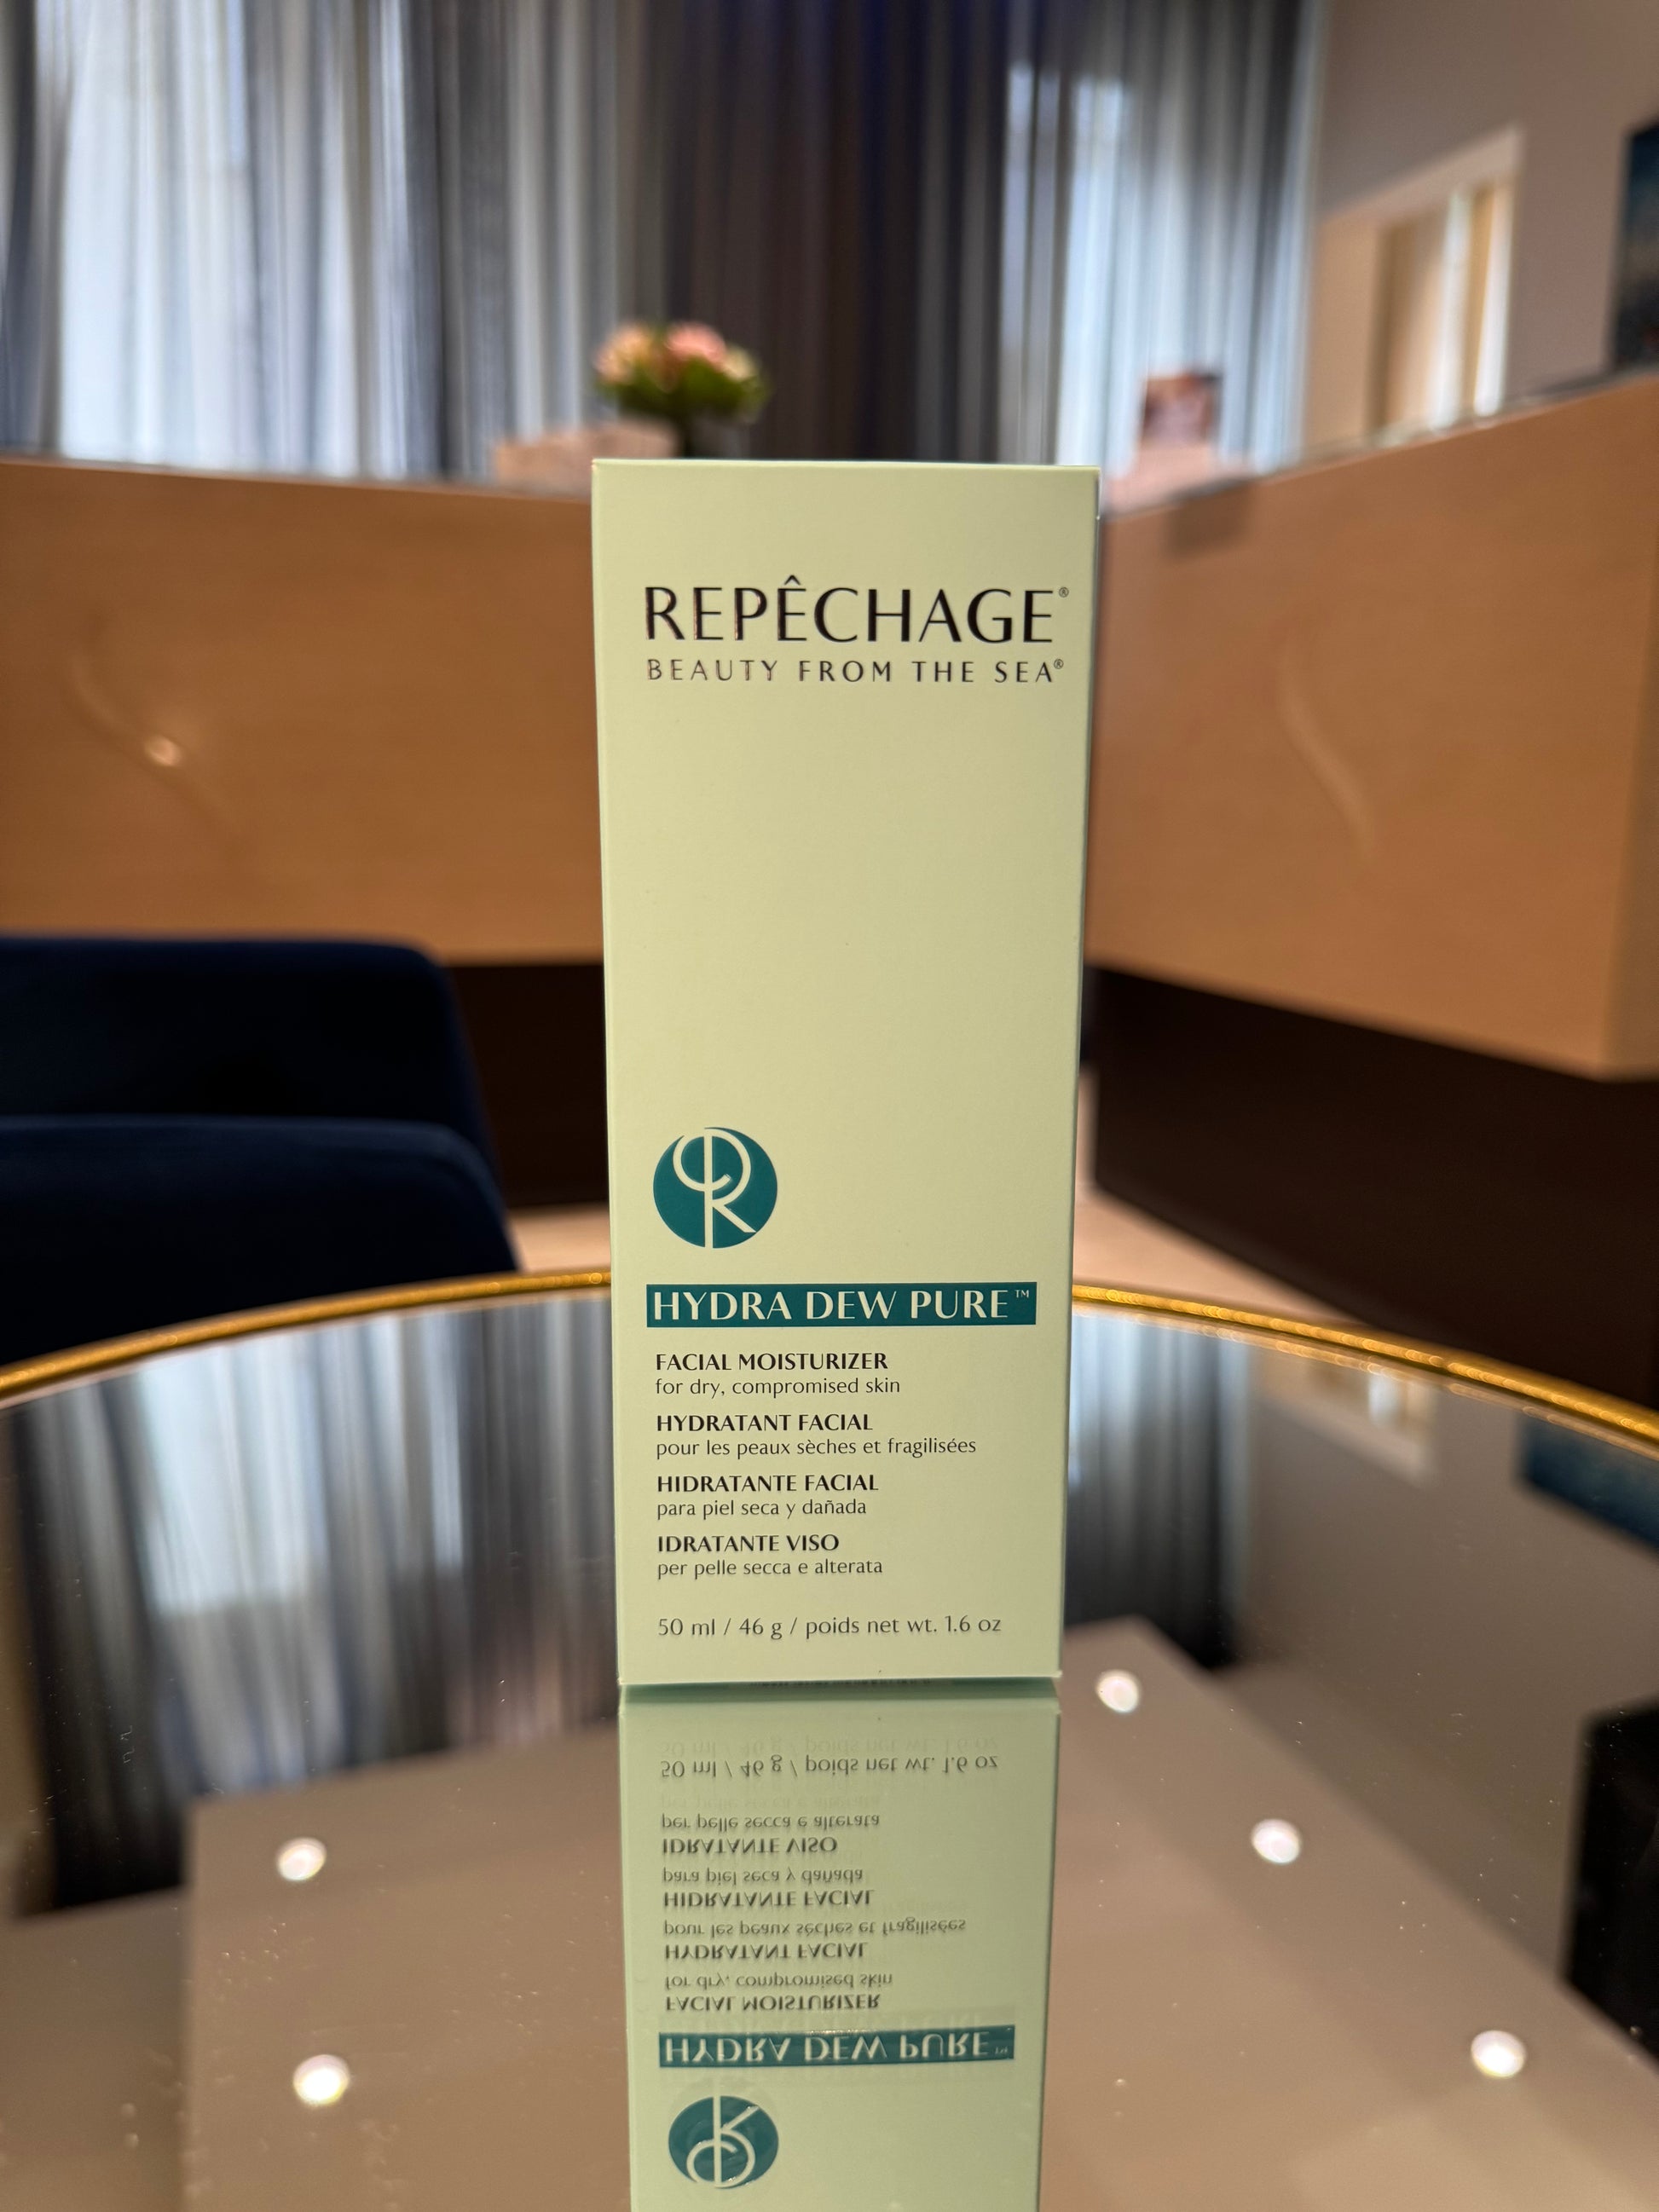 REPÊCHAGE®
BEAUTY FROM THE SEA®
HYDRA DEW PURE™
FACIAL MOISTURIZER
for dry, compromised skin
HYDRATANT FACIAL
pour les peaux sèches et fragilisées
HIDRATANTE FACIAL
para piel seca y dañada
IDRATANTE VISO
per pelle secca e alterata
50 ml / 46 g / poids net wt. 1.6 oz